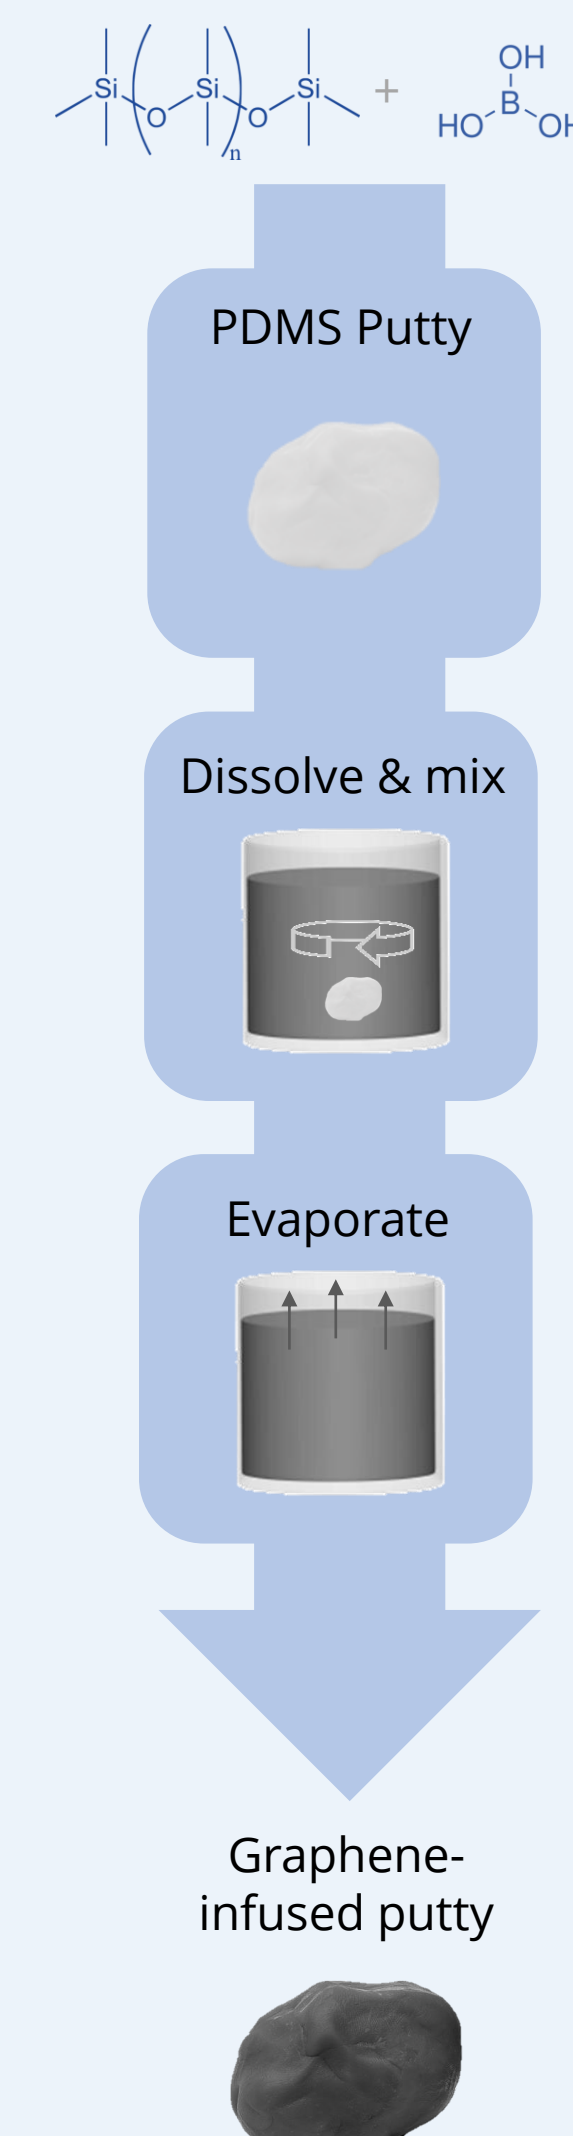 Si Si Si + OH
O O B
n HO OH
PDMS Putty
Dissolve & mix
Evaporate
Graphene-
infused putty